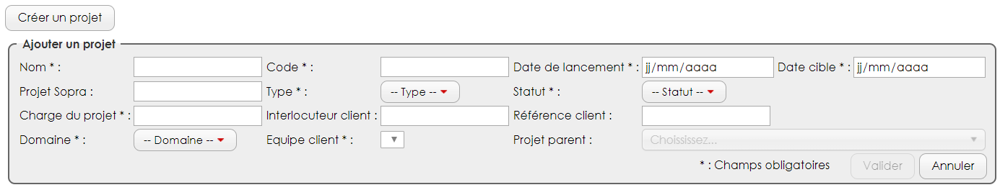 Créer un projet
Ajouter un projet
Nom * : Code * : Date de lancement * : jj/mm/aaaa Date cible * : jj/mm/aaaa
Projet Sopra : Type * : -- Type -- Statut * : -- Statut --
Charge du projet * : Interlocuteur client : Référence client :
Domaine * : -- Domaine -- Equipe client * : Projet parent : Choississez...
* : Champs obligatoires Valider Annuler